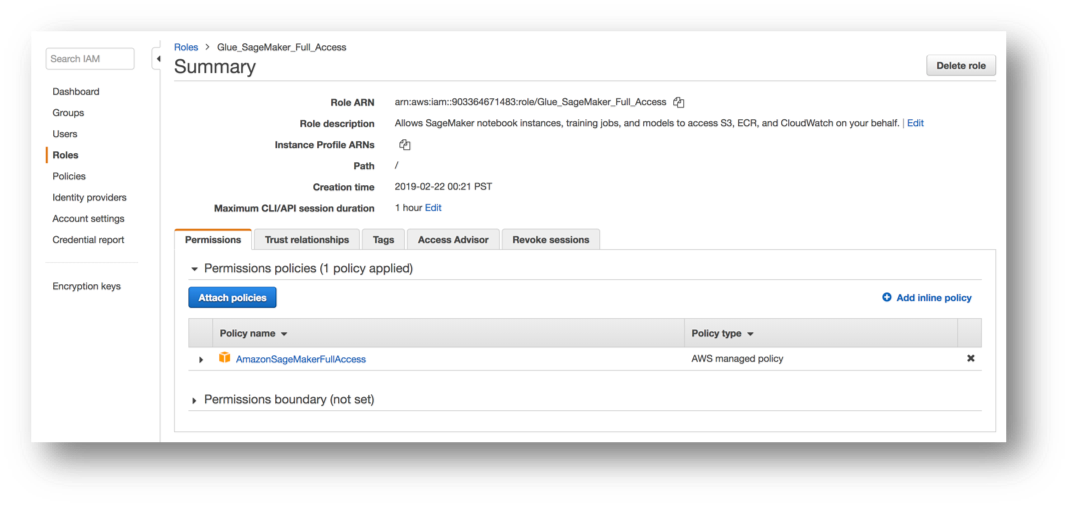 Search IAM
Dashboard
Groups
Users
Roles
Policies
Identity providers
Account settings
Credential report
Encryption keys
Roles > Glue_SageMaker_Full_Access
Summary
Delete role
Role ARN arn:aws:iam::903364671483:role/Glue_SageMaker_Full_Access
Role description Allows SageMaker notebook instances, training jobs, and models to access S3, ECR, and CloudWatch on your behalf. | Edit
Instance Profile ARNs
Path /
Creation time 2019-02-22 00:21 PST
Maximum CLI/API session duration 1 hour Edit
Permissions Trust relationships Tags Access Advisor Revoke sessions
Permissions policies (1 policy applied)
Attach policies Add inline policy
Policy name Policy type
AmazonSageMakerFullAccess AWS managed policy
Permissions boundary (not set)